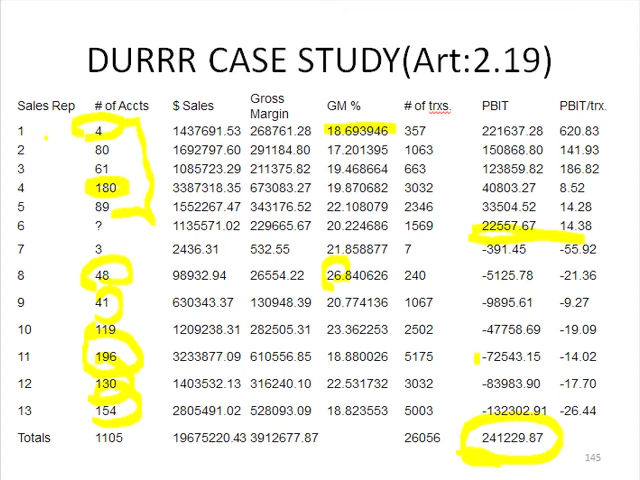 DURRR CASE STUDY(Art:2.19)
Sales Rep # of Accts $ Sales Gross Margin GM % # of trxs. PBIT PBIT/trx.
1 4 1437691.53 268761.28 18.693946 357 221637.28 620.83
2 80 1692797.60 291184.80 17.201395 1063 150868.80 141.93
3 61 1085723.29 211375.82 19.468664 663 123859.82 186.82
4 180 3387318.35 673083.27 19.870682 3032 40803.27 8.52
5 89 1552267.47 343176.52 22.108079 2346 33504.52 14.28
6 ? 1135571.02 229665.67 20.224686 1569 22557.67 14.38
7 3 2436.31 532.55 21.858877 7 -391.45 -55.92
8 48 98932.94 26554.22 26.840626 240 -5125.78 -21.36
9 41 630343.37 130948.39 20.774136 1067 -9895.61 -9.27
10 119 1209238.31 282505.31 23.362253 2502 -47758.69 -19.09
11 196 3233877.09 610556.85 18.880026 5175 -72543.15 -14.02
12 130 1403532.13 316240.10 22.531732 3032 -83983.90 -17.70
13 154 2805491.02 528093.09 18.823553 5003 -132302.91 -26.44
Totals 1105 19675220.43 3912677.87 26056 241229.87
145